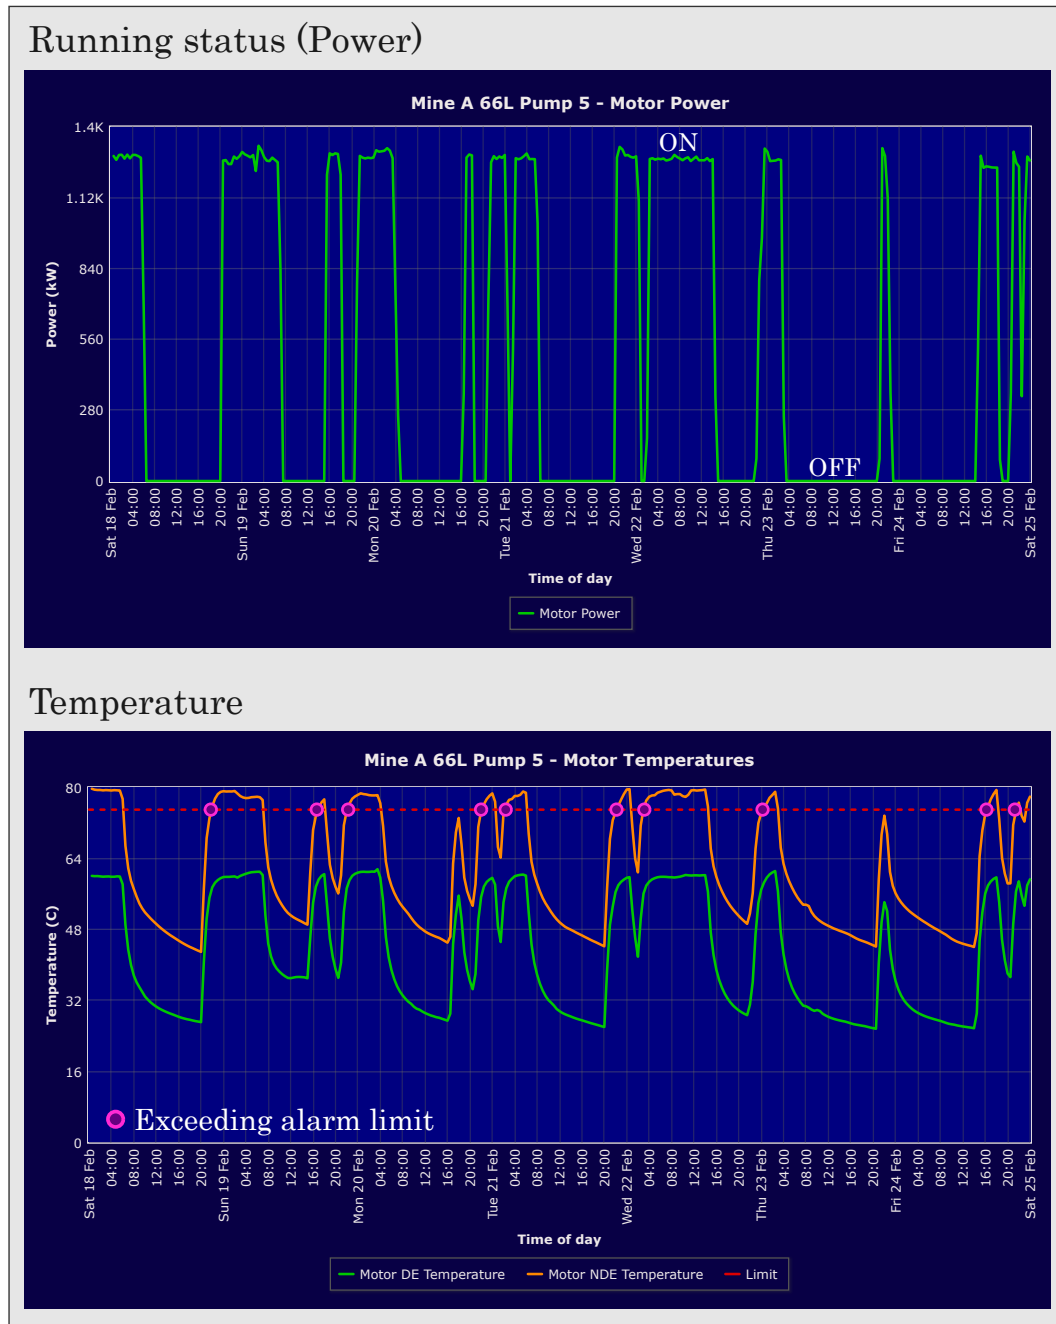 Running status (Power)
Mine A 66L Pump 5 - Motor Power
Power (kW)
1.4K
1.12K
840
560
280
0
ON
OFF
Sat 18 Feb 04:00 08:00 12:00 16:00 20:00 Sun 19 Feb 04:00 08:00 12:00 16:00 20:00 Mon 20 Feb 04:00 08:00 12:00 16:00 20:00 Tue 21 Feb 04:00 08:00 12:00 16:00 20:00 Wed 22 Feb 04:00 08:00 12:00 16:00 20:00 Thu 23 Feb 04:00 08:00 12:00 16:00 20:00 Fri 24 Feb 04:00 08:00 12:00 16:00 20:00 Sat 25 Feb
Time of day
Motor Power
Temperature
Mine A 66L Pump 5 - Motor Temperatures
Temperature (C)
80
64
48
32
16
0
Exceeding alarm limit
Sat 18 Feb 04:00 08:00 12:00 16:00 20:00 Sun 19 Feb 04:00 08:00 12:00 16:00 20:00 Mon 20 Feb 04:00 08:00 12:00 16:00 20:00 Tue 21 Feb 04:00 08:00 12:00 16:00 20:00 Wed 22 Feb 04:00 08:00 12:00 16:00 20:00 Thu 23 Feb 04:00 08:00 12:00 16:00 20:00 Fri 24 Feb 04:00 08:00 12:00 16:00 20:00 Sat 25 Feb
Time of day
Motor DE Temperature Motor NDE Temperature Limit